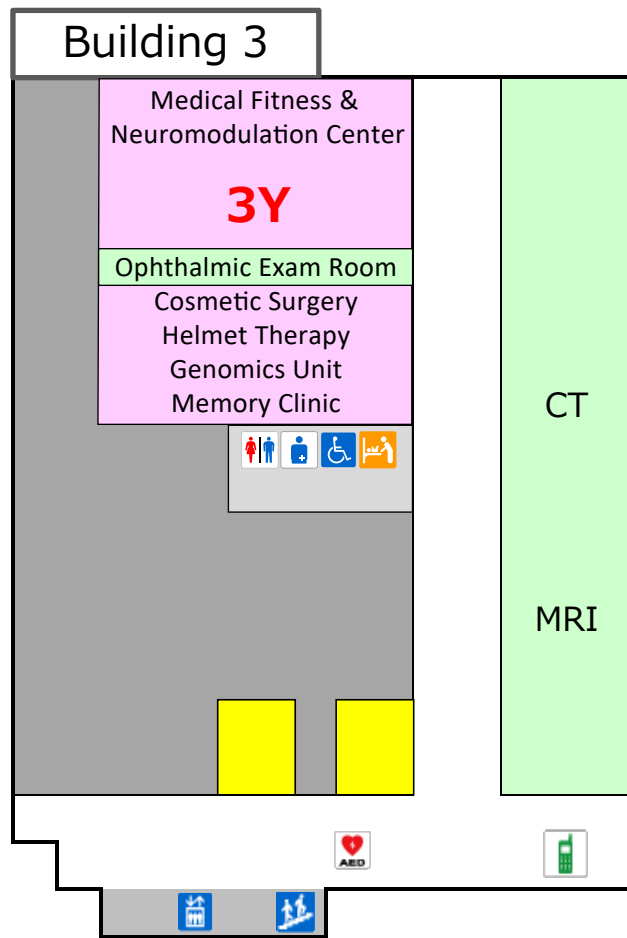 Building 3
Medical Fitness &
Neuromodulation Center
3Y
Ophthalmic Exam Room
Cosmetic Surgery
Helmet Therapy
Genomics Unit
Memory Clinic
CT
MRI
AED